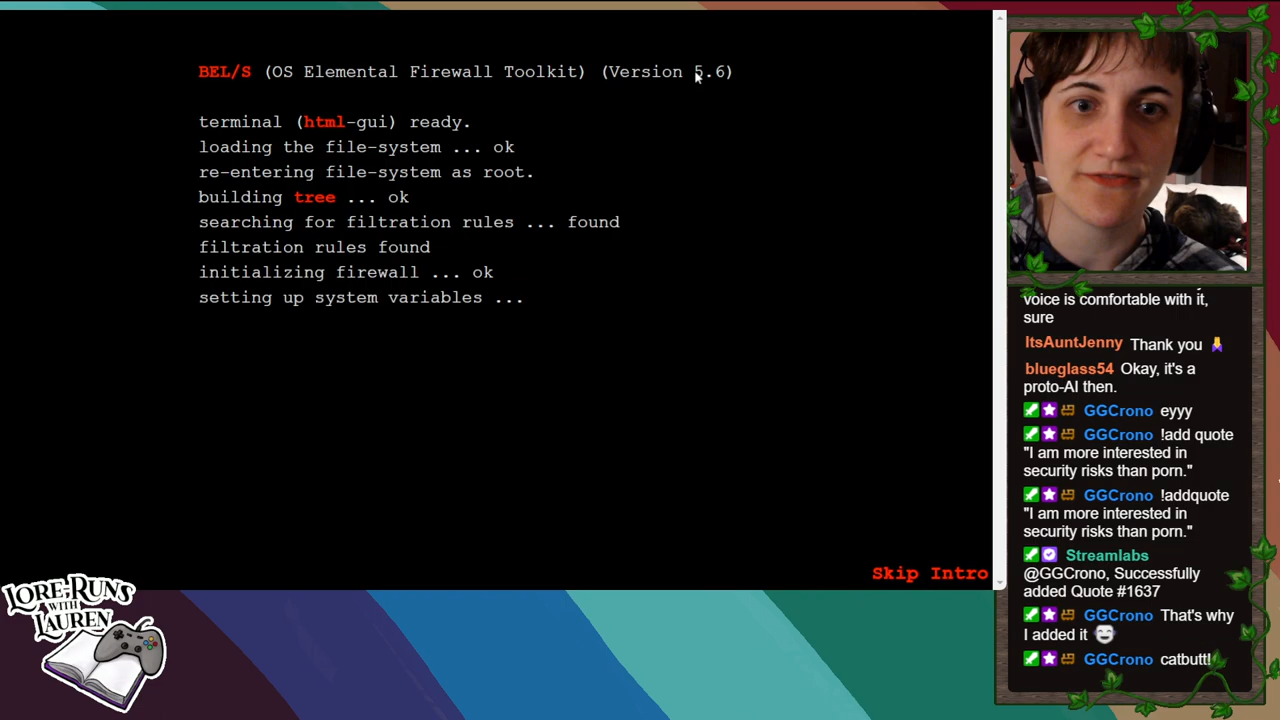 BEL/S (OS Elemental Firewall Toolkit) (Version 5.6)
terminal (html-gui) ready.
loading the file-system ... ok
re-entering file-system as root.
building tree ... ok
searching for filtration rules ... found
filtration rules found
initializing firewall ... ok
setting up system variables ...
Skip Intro
LORE-RUNS
WITH
LAUREN
voice is comfortable with it,
sure
ItsAuntJenny Thank you
blueglass54 Okay, it's a
proto-AI then.
GGCrono eyyy
GGCrono !add quote
"I am more interested in
security risks than porn."
GGCrono !addquote
"I am more interested in
security risks than porn."
Streamlabs
@GGCrono, Successfully
added Quote #1637
GGCrono That's why
I added it
GGCrono catbutt!